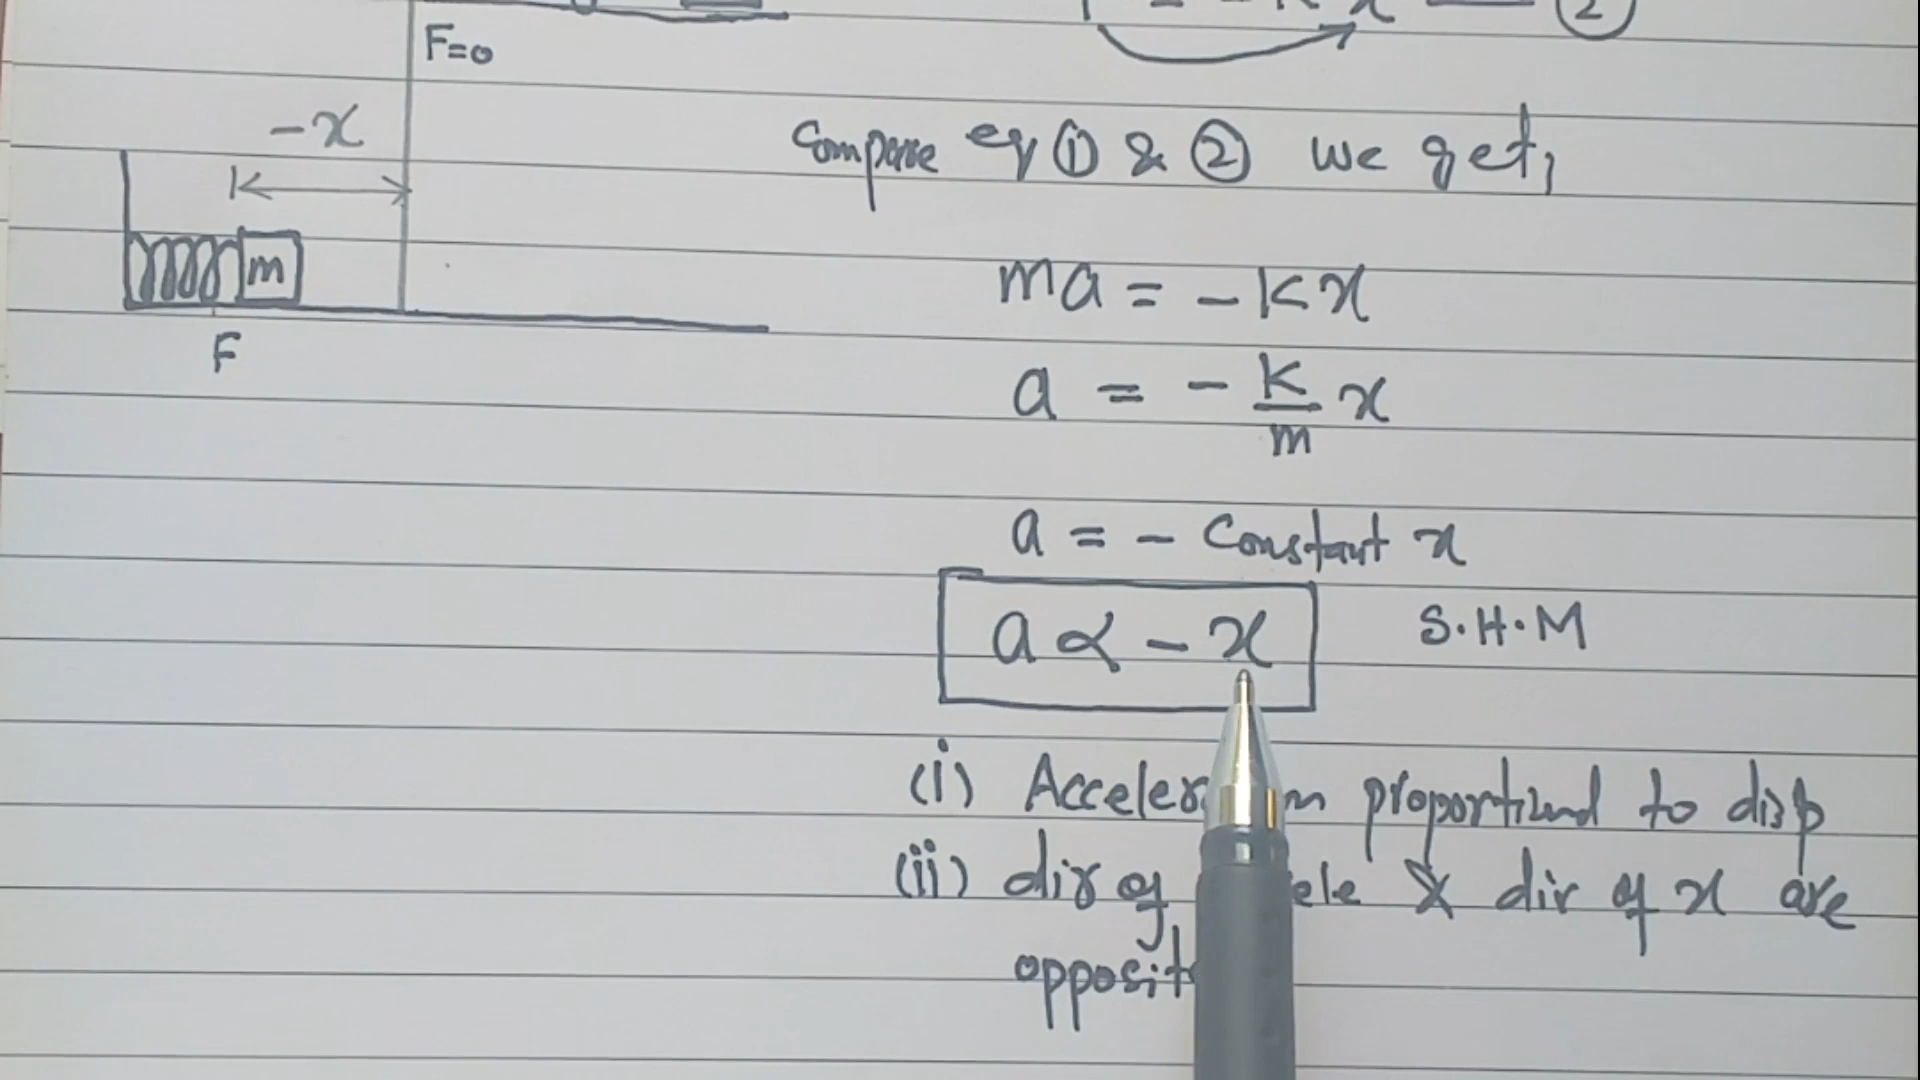 F=0
-x
m
F
Compare eq ① & ② we get,
ma = - Kx
a = - K/m x
a = - Constant x
a ∝ - x
S.H.M
(i) Acceler n proportional to disp
(ii) dir of ele & dir of x are
opposit